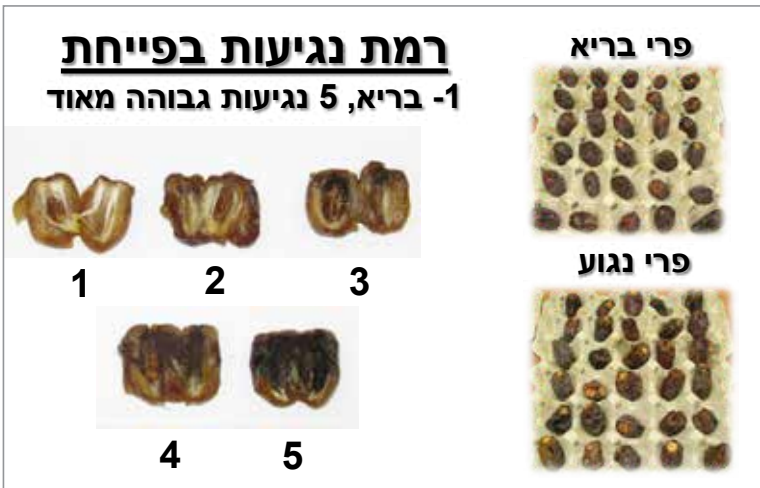 רמת נגיעות בפייחת
1- בריא, 5 נגיעות גבוהה מאוד
1
2
3
4
5
פרי בריא
פרי נגוע